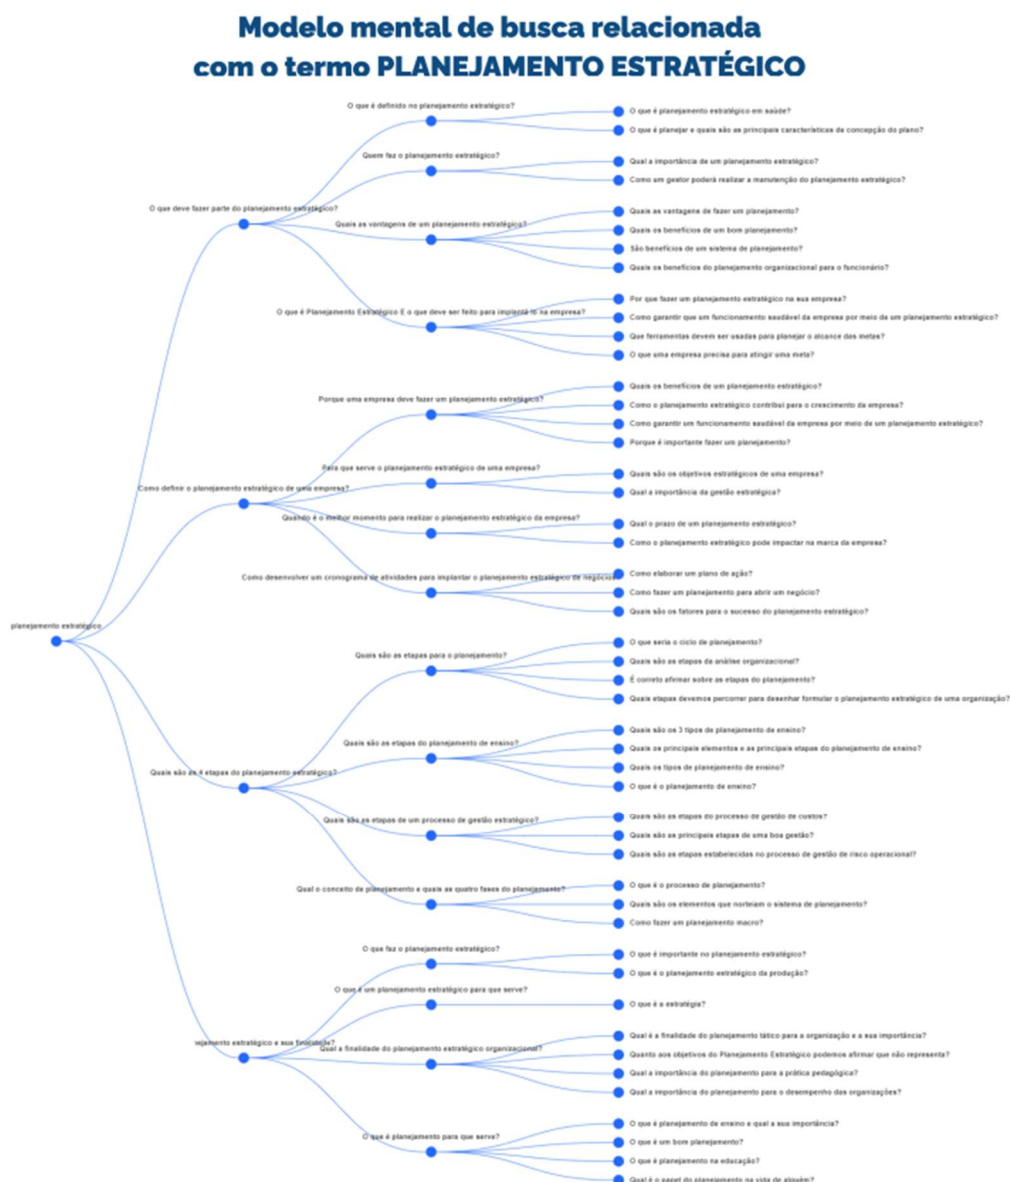 Modelo mental de busca relacionada
com o termo PLANEJAMENTO ESTRATÉGICO
planejamento estratégico
O que deve fazer parte do planejamento estratégico?
O que é definido no planejamento estratégico?
O que é planejamento estratégico em saúde?
O que é planejar e quais são as principais características de concepção do plano?
Quem faz o planejamento estratégico?
Qual a importância de um planejamento estratégico?
Como um gestor poderá realizar a manutenção do planejamento estratégico?
Quais as vantagens de um planejamento estratégico?
Quais as vantagens de fazer um planejamento?
Quais os benefícios de um bom planejamento?
São benefícios de um sistema de planejamento?
Quais os benefícios do planejamento organizacional para o funcionário?
O que é Planejamento Estratégico E o que deve ser feito para implantá lo na empresa?
Por que fazer um planejamento estratégico na sua empresa?
Como garantir que um funcionamento saudável da empresa por meio de um planejamento estratégico?
Que ferramentas devem ser usadas para planejar o alcance das metas?
O que uma empresa precisa para atingir uma meta?
Como definir o planejamento estratégico de uma empresa?
Porque uma empresa deve fazer um planejamento estratégico?
Quais os benefícios de um planejamento estratégico?
Como o planejamento estratégico contribui para o crescimento da empresa?
Como garantir um funcionamento saudável da empresa por meio de um planejamento estratégico?
Porque é importante fazer um planejamento?
Para que serve o planejamento estratégico de uma empresa?
Quais são os objetivos estratégicos de uma empresa?
Qual a importância da gestão estratégica?
Quando é o melhor momento para realizar o planejamento estratégico da empresa?
Qual o prazo de um planejamento estratégico?
Como o planejamento estratégico pode impactar na marca da empresa?
Como desenvolver um cronograma de atividades para implantar o planejamento estratégico de negócios
Como elaborar um plano de ação?
Como fazer um planejamento para abrir um negócio?
Quais são os fatores para o sucesso do planejamento estratégico?
Quais são as 4 etapas do planejamento estratégico?
Quais são as etapas para o planejamento?
O que seria o ciclo de planejamento?
Quais são as etapas da análise organizacional?
É correto afirmar sobre as etapas do planejamento?
Quais etapas devemos percorrer para desenhar formular o planejamento estratégico de uma organização?
Quais são as etapas do planejamento de ensino?
Quais são os 3 tipos de planejamento de ensino?
Quais os principais elementos e as principais etapas do planejamento de ensino?
Quais os tipos de planejamento de ensino?
O que é o planejamento de ensino?
Quais são as etapas de um processo de gestão estratégico?
Quais são as etapas do processo de gestão de custos?
Quais são as principais etapas de uma boa gestão?
Quais são as etapas estabelecidas no processo de gestão de risco operacional?
Qual o conceito de planejamento e quais as quatro fases do planejamento?
O que é o processo de planejamento?
Quais são os elementos que norteiam o sistema de planejamento?
Como fazer um planejamento macro?
vejamento estratégico e sua finalidade?
O que faz o planejamento estratégico?
O que é importante no planejamento estratégico?
O que é o planejamento estratégico da produção?
O que é um planejamento estratégico para que serve?
O que é a estratégia?
Qual a finalidade do planejamento estratégico organizacional?
Qual é a finalidade do planejamento tático para a organização e a sua importância?
Quanto aos objetivos do Planejamento Estratégico podemos afirmar que não representa?
Qual a importância do planejamento para a prática pedagógica?
Qual a importância do planejamento para o desempenho das organizações?
O que é planejamento para que serve?
O que é planejamento de ensino e qual a sua importância?
O que é um bom planejamento?
O que é planejamento na educação?
Qual é o papel do planejamento na vida de alguém?